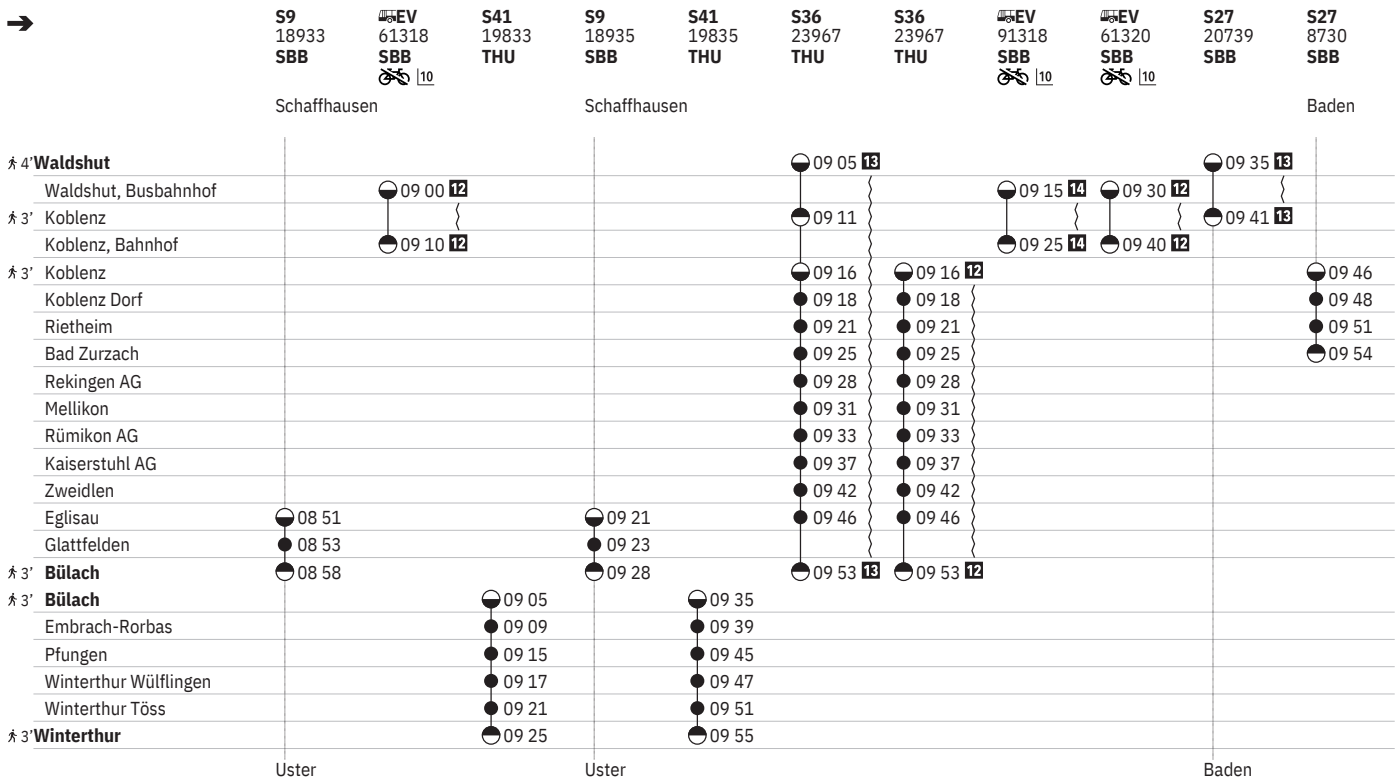 S9 EV S41 S9 S41 S36 S36 EV EV S27 S27
18933 61318 19833 18935 19835 23967 23967 91318 61320 20739 8730
SBB SBB THU SBB THU THU THU SBB SBB SBB SBB
10 10 10
Schaffhausen Schaffhausen Baden
4' Waldshut 09 05 13 09 35 13
Waldshut, Busbahnhof 09 00 12 09 15 14 09 30 12
3' Koblenz 09 11 09 41 13
Koblenz, Bahnhof 09 10 12 09 25 14 09 40 12
3' Koblenz 09 16 09 16 12 09 46
Koblenz Dorf 09 18 09 18 09 48
Rietheim 09 21 09 21 09 51
Bad Zurzach 09 25 09 25 09 54
Rekingen AG 09 28 09 28
Mellikon 09 31 09 31
Rümikon AG 09 33 09 33
Kaiserstuhl AG 09 37 09 37
Zweidlen 09 42 09 42
Eglisau 08 51 09 21 09 46 09 46
Glattfelden 08 53 09 23
3' Bülach 08 58 09 28 09 53 13 09 53 12
3' Bülach 09 05 09 35
Embrach-Rorbas 09 09 09 39
Pfungen 09 15 09 45
Winterthur Wülflingen 09 17 09 47
Winterthur Töss 09 21 09 51
3' Winterthur 09 25 09 55
Uster Uster Baden